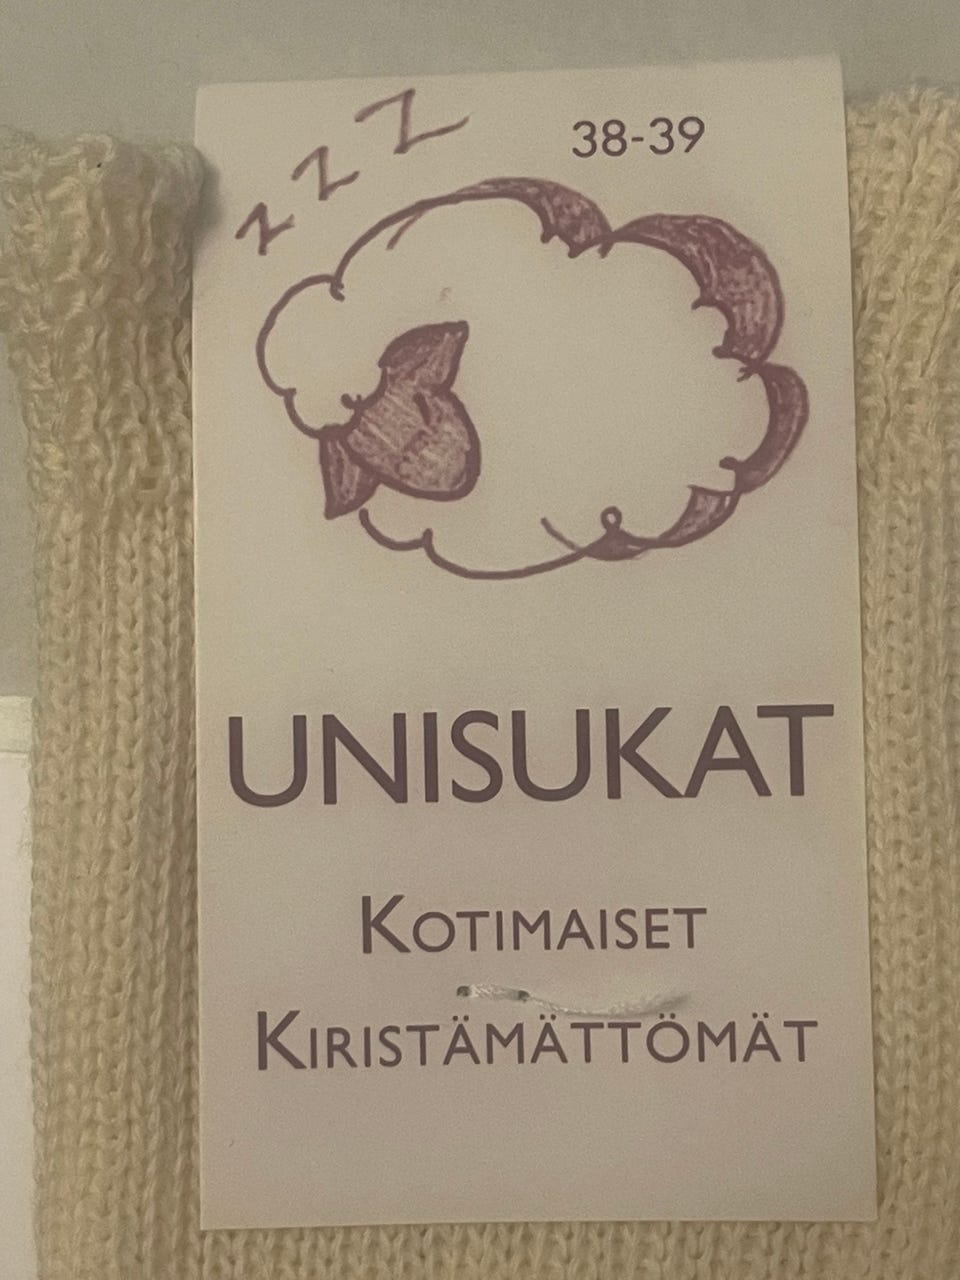 zzZ
38-39
UNISUKAT
KOTIMAISET
KIRISTÄMÄTTÖMÄT